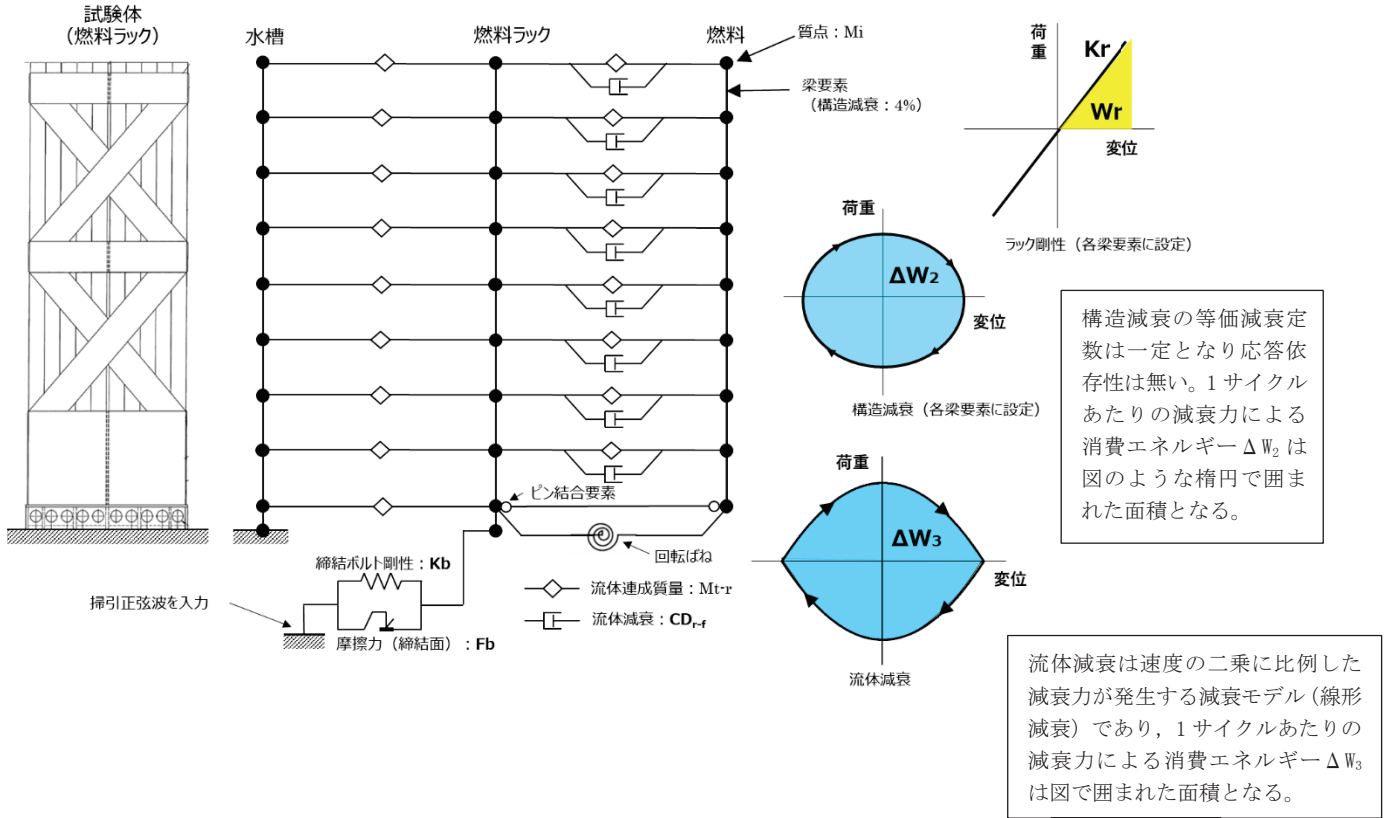 試験体
(燃料ラック)
水槽
燃料ラック
燃料
質点:Mi
梁要素
(構造減衰:4%)
ピン結合要素
回転ばね
締結ボルト剛性:Kb
掃引正弦波を入力
摩擦力(締結面):Fb
流体連成質量:Mt-r
流体減衰:CDr-f
荷
重
Kr
Wr
変位
ラック剛性(各梁要素に設定)
荷重
ΔW2
変位
構造減衰(各梁要素に設定)
構造減衰の等価減衰定
数は一定となり応答依
存性は無い。1サイクル
あたりの減衰力による
消費エネルギーΔW2は
図のような楕円で囲ま
れた面積となる。
荷重
ΔW3
変位
流体減衰
流体減衰は速度の二乗に比例した
減衰力が発生する減衰モデル(線形
減衰)であり,1サイクルあたりの
減衰力による消費エネルギーΔW3
は図で囲まれた面積となる。